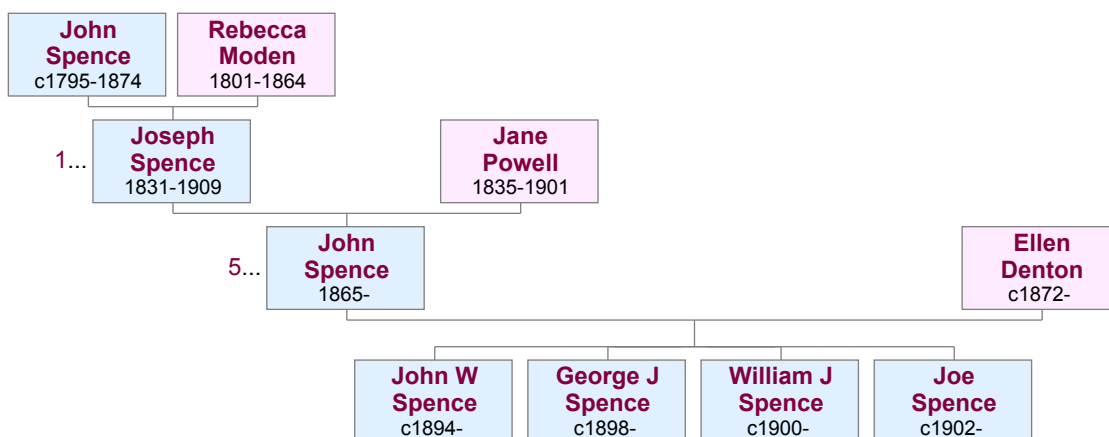 John
Spence
c1795-1874
Rebecca
Moden
1801-1864
1...
Joseph
Spence
1831-1909
Jane
Powell
1835-1901
5...
John
Spence
1865-
Ellen
Denton
c1872-
John W
Spence
c1894-
George J
Spence
c1898-
William J
Spence
c1900-
Joe
Spence
c1902-